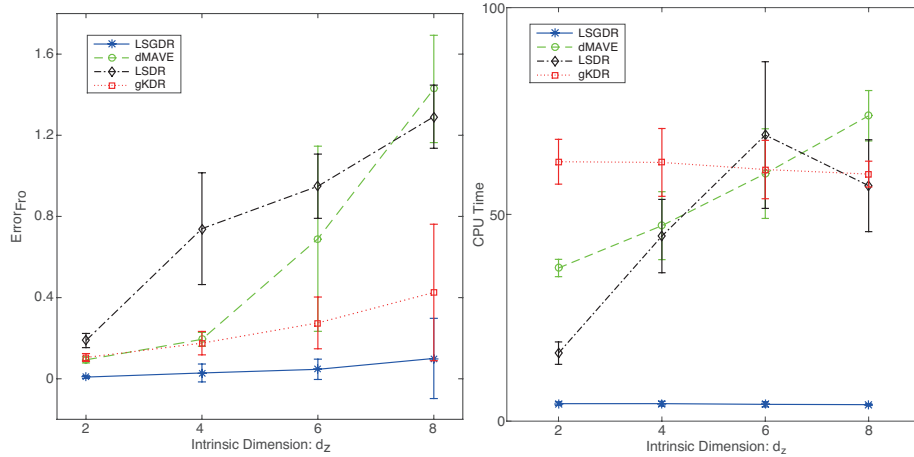 LSGDR
dMAVE
LSDR
gKDR
1.6
1.2
0.8
0.4
0
Error_Fro
2
4
6
8
Intrinsic Dimension: d_z
LSGDR
dMAVE
LSDR
gKDR
100
50
0
CPU Time
2
4
6
8
Intrinsic Dimension: d_z